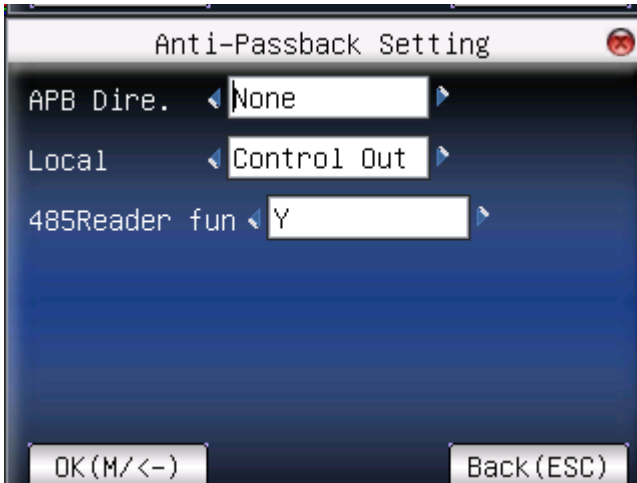 Anti-Passback Setting
APB Dire. None
Local Control Out
485Reader fun Y
OK(M/<-) Back(ESC)